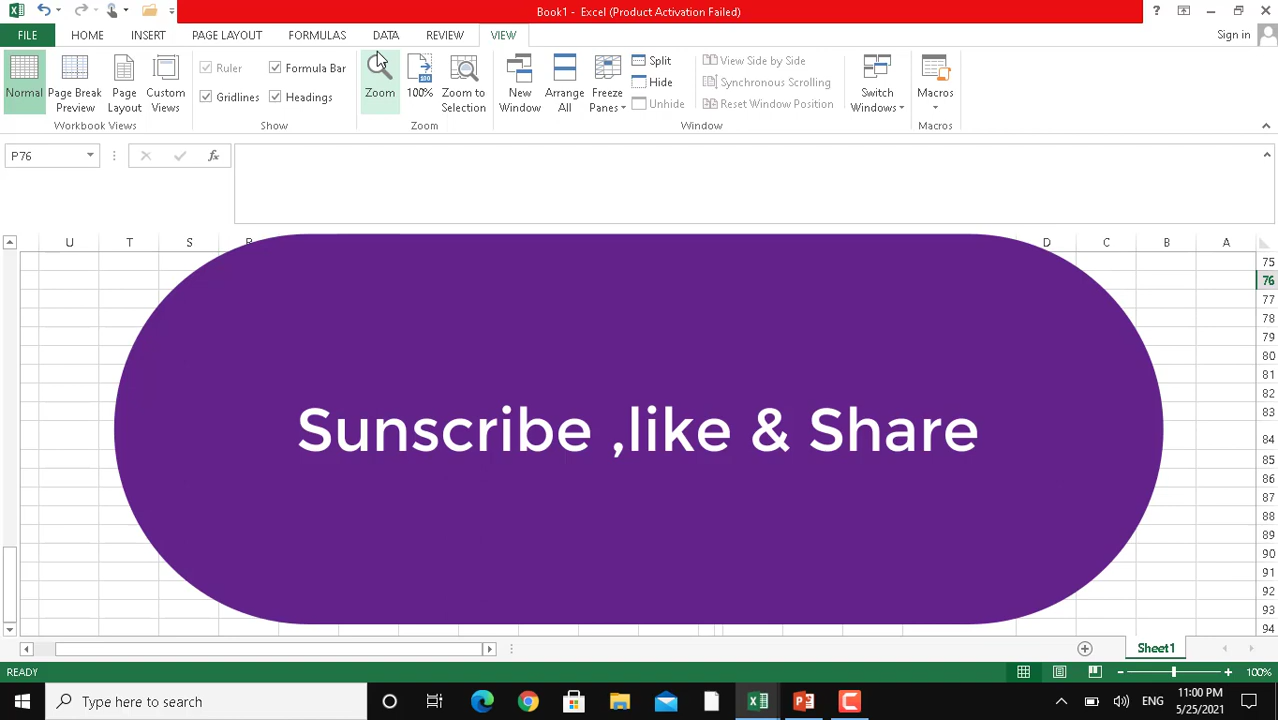 Book1 - Excel (Product Activation Failed)
?
FILE HOME INSERT PAGE LAYOUT FORMULAS DATA REVIEW VIEW Sign in
Normal
Page Break Preview
Page Layout
Custom Views
Workbook Views
Ruler
Formula Bar
Gridlines
Headings
Show
Zoom
100%
Zoom to Selection
Zoom
New Window
Arrange All
Freeze Panes
Split
Hide
Unhide
View Side by Side
Synchronous Scrolling
Reset Window Position
Switch Windows
Window
Macros
Macros
P76
fx
U T S R D C B A
75
76
77
78
79
80
81
82
83
84
85
86
87
88
89
90
91
92
93
94
Sunscribe ,like & Share
Sheet1
READY
100%
Type here to search
ENG
11:00 PM
5/25/2021